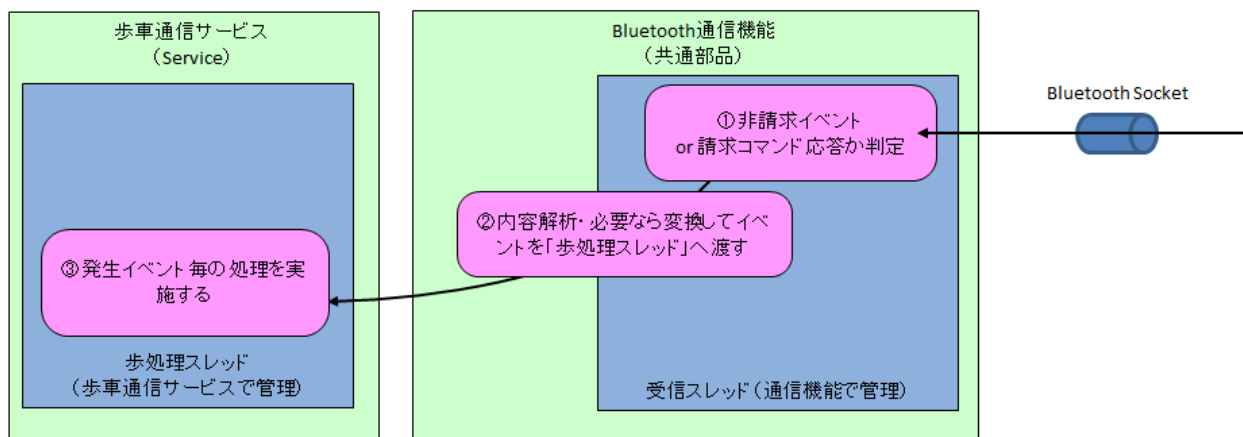 歩車通信サービス
（Service）
Bluetooth通信機能
（共通部品）
Bluetooth Socket
①非請求イベント
or 請求コマンド応答か判定
②内容解析・必要なら変換してイベ
ントを「歩処理スレッド」へ渡す
③発生イベント毎の処理を実
施する
歩処理スレッド
（歩車通信サービスで管理）
受信スレッド（通信機能で管理）